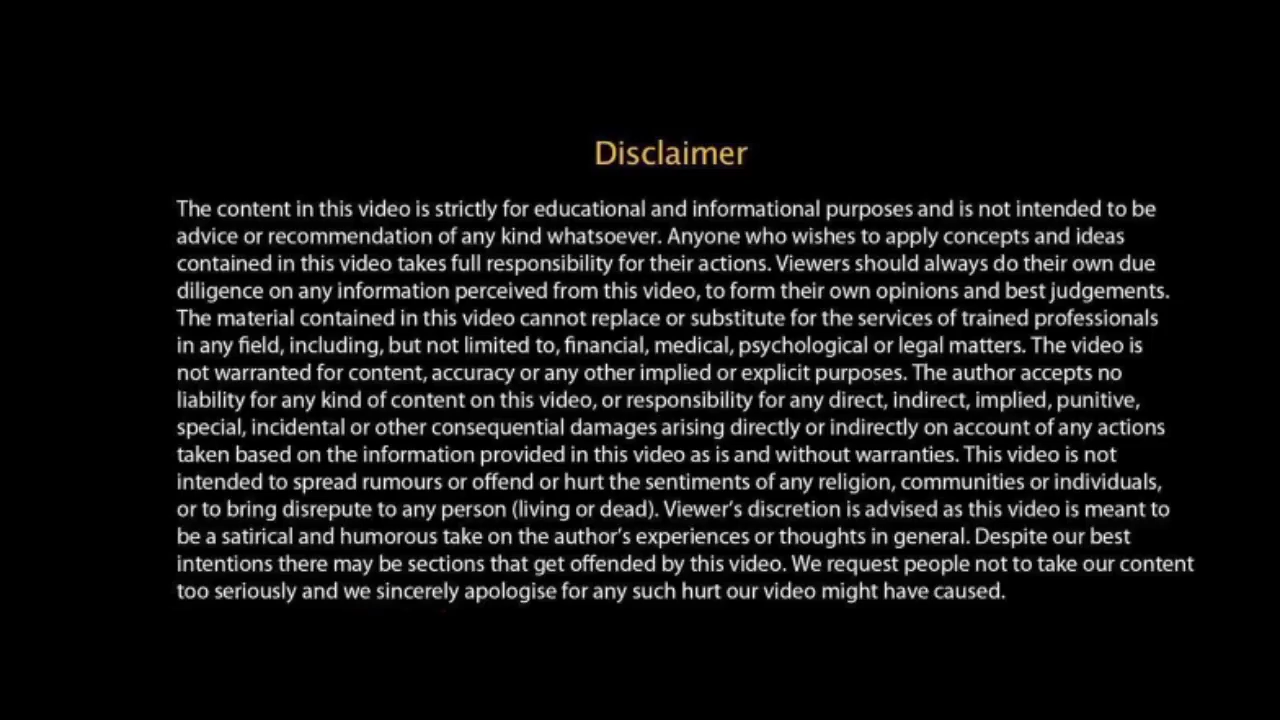 Disclaimer
The content in this video is strictly for educational and informational purposes and is not intended to be
advice or recommendation of any kind whatsoever. Anyone who wishes to apply concepts and ideas
contained in this video takes full responsibility for their actions. Viewers should always do their own due
diligence on any information perceived from this video, to form their own opinions and best judgements.
The material contained in this video cannot replace or substitute for the services of trained professionals
in any field, including, but not limited to, financial, medical, psychological or legal matters. The video is
not warranted for content, accuracy or any other implied or explicit purposes. The author accepts no
liability for any kind of content on this video, or responsibility for any direct, indirect, implied, punitive,
special, incidental or other consequential damages arising directly or indirectly on account of any actions
taken based on the information provided in this video as is and without warranties. This video is not
intended to spread rumours or offend or hurt the sentiments of any religion, communities or individuals,
or to bring disrepute to any person (living or dead). Viewer's discretion is advised as this video is meant to
be a satirical and humorous take on the author's experiences or thoughts in general. Despite our best
intentions there may be sections that get offended by this video. We request people not to take our content
too seriously and we sincerely apologise for any such hurt our video might have caused.